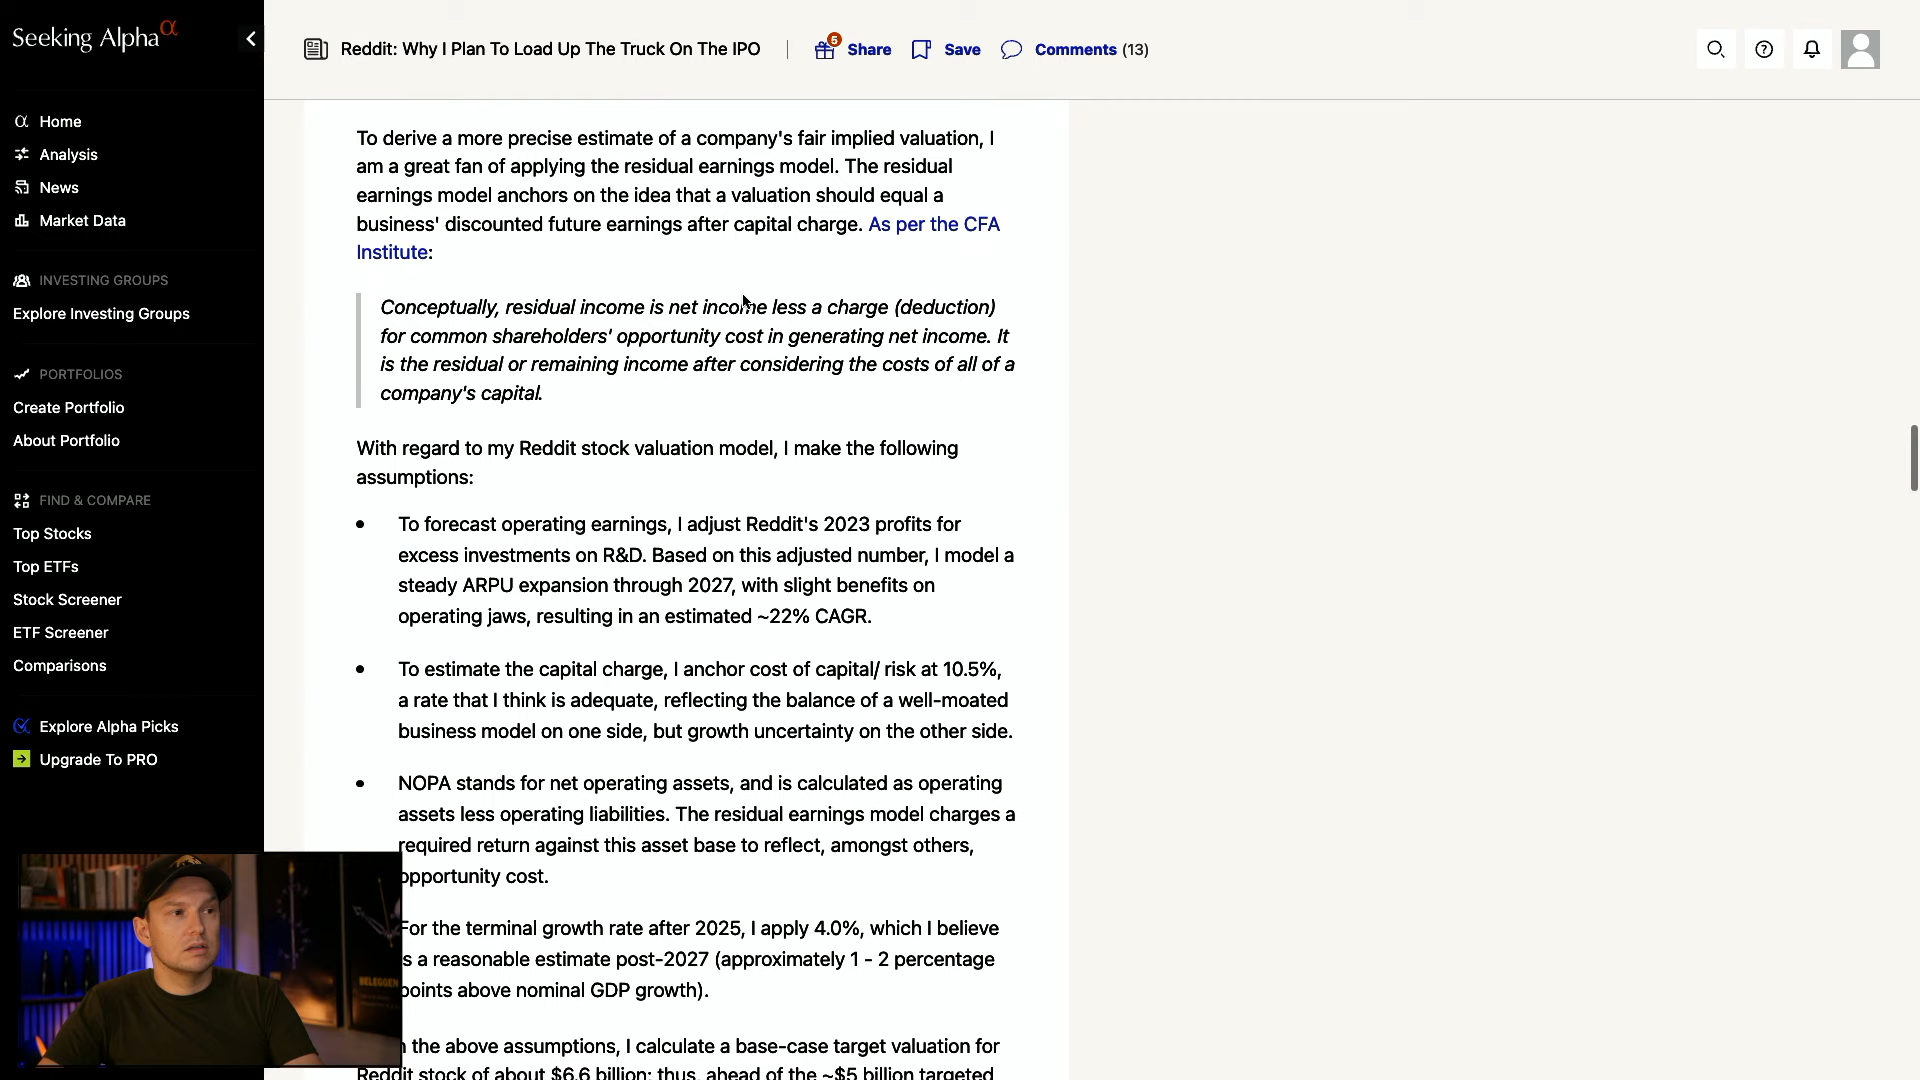 Seeking Alpha α
Home
Analysis
News
Market Data
INVESTING GROUPS
Explore Investing Groups
PORTFOLIOS
Create Portfolio
About Portfolio
FIND & COMPARE
Top Stocks
Top ETFs
Stock Screener
ETF Screener
Comparisons
Explore Alpha Picks
Upgrade To PRO
Reddit: Why I Plan To Load Up The Truck On The IPO
5
Share
Save
Comments (13)
To derive a more precise estimate of a company's fair implied valuation, I
am a great fan of applying the residual earnings model. The residual
earnings model anchors on the idea that a valuation should equal a
business' discounted future earnings after capital charge. As per the CFA
Institute:
Conceptually, residual income is net income less a charge (deduction)
for common shareholders' opportunity cost in generating net income. It
is the residual or remaining income after considering the costs of all of a
company's capital.
With regard to my Reddit stock valuation model, I make the following
assumptions:
• To forecast operating earnings, I adjust Reddit's 2023 profits for
excess investments on R&D. Based on this adjusted number, I model a
steady ARPU expansion through 2027, with slight benefits on
operating jaws, resulting in an estimated ~22% CAGR.
• To estimate the capital charge, I anchor cost of capital/ risk at 10.5%,
a rate that I think is adequate, reflecting the balance of a well-moated
business model on one side, but growth uncertainty on the other side.
• NOPA stands for net operating assets, and is calculated as operating
assets less operating liabilities. The residual earnings model charges a
required return against this asset base to reflect, amongst others,
opportunity cost.
For the terminal growth rate after 2025, I apply 4.0%, which I believe
s a reasonable estimate post-2027 (approximately 1 - 2 percentage
points above nominal GDP growth).
the above assumptions, I calculate a base-case target valuation for
Reddit stock of about $6.6 billion; thus, ahead of the ~$5 billion targeted
BELEGGEN